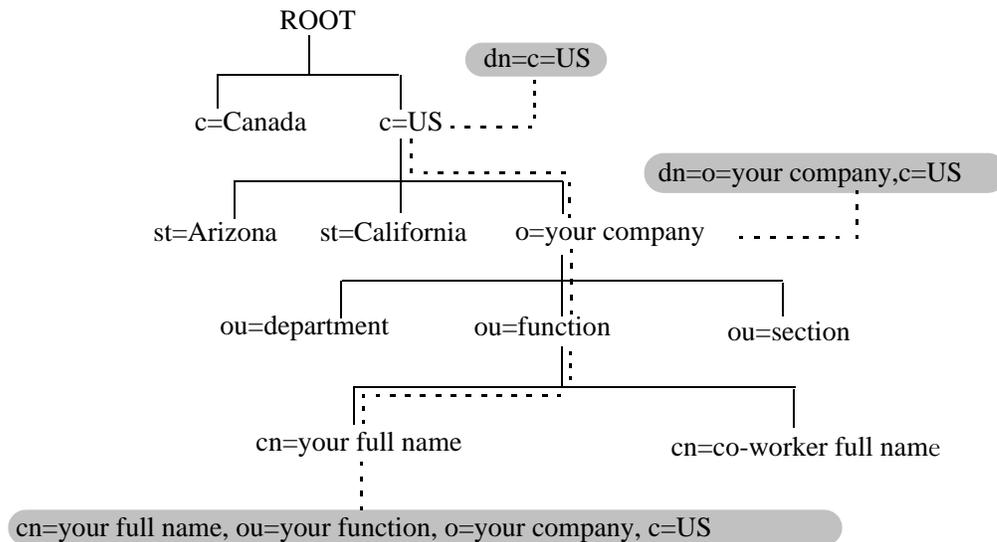 ROOT
dn=c=US
c=Canada
c=US
dn=o=your company,c=US
st=Arizona
st=California
o=your company
ou=department
ou=function
ou=section
cn=your full name
cn=co-worker full name
cn=your full name, ou=your function, o=your company, c=US